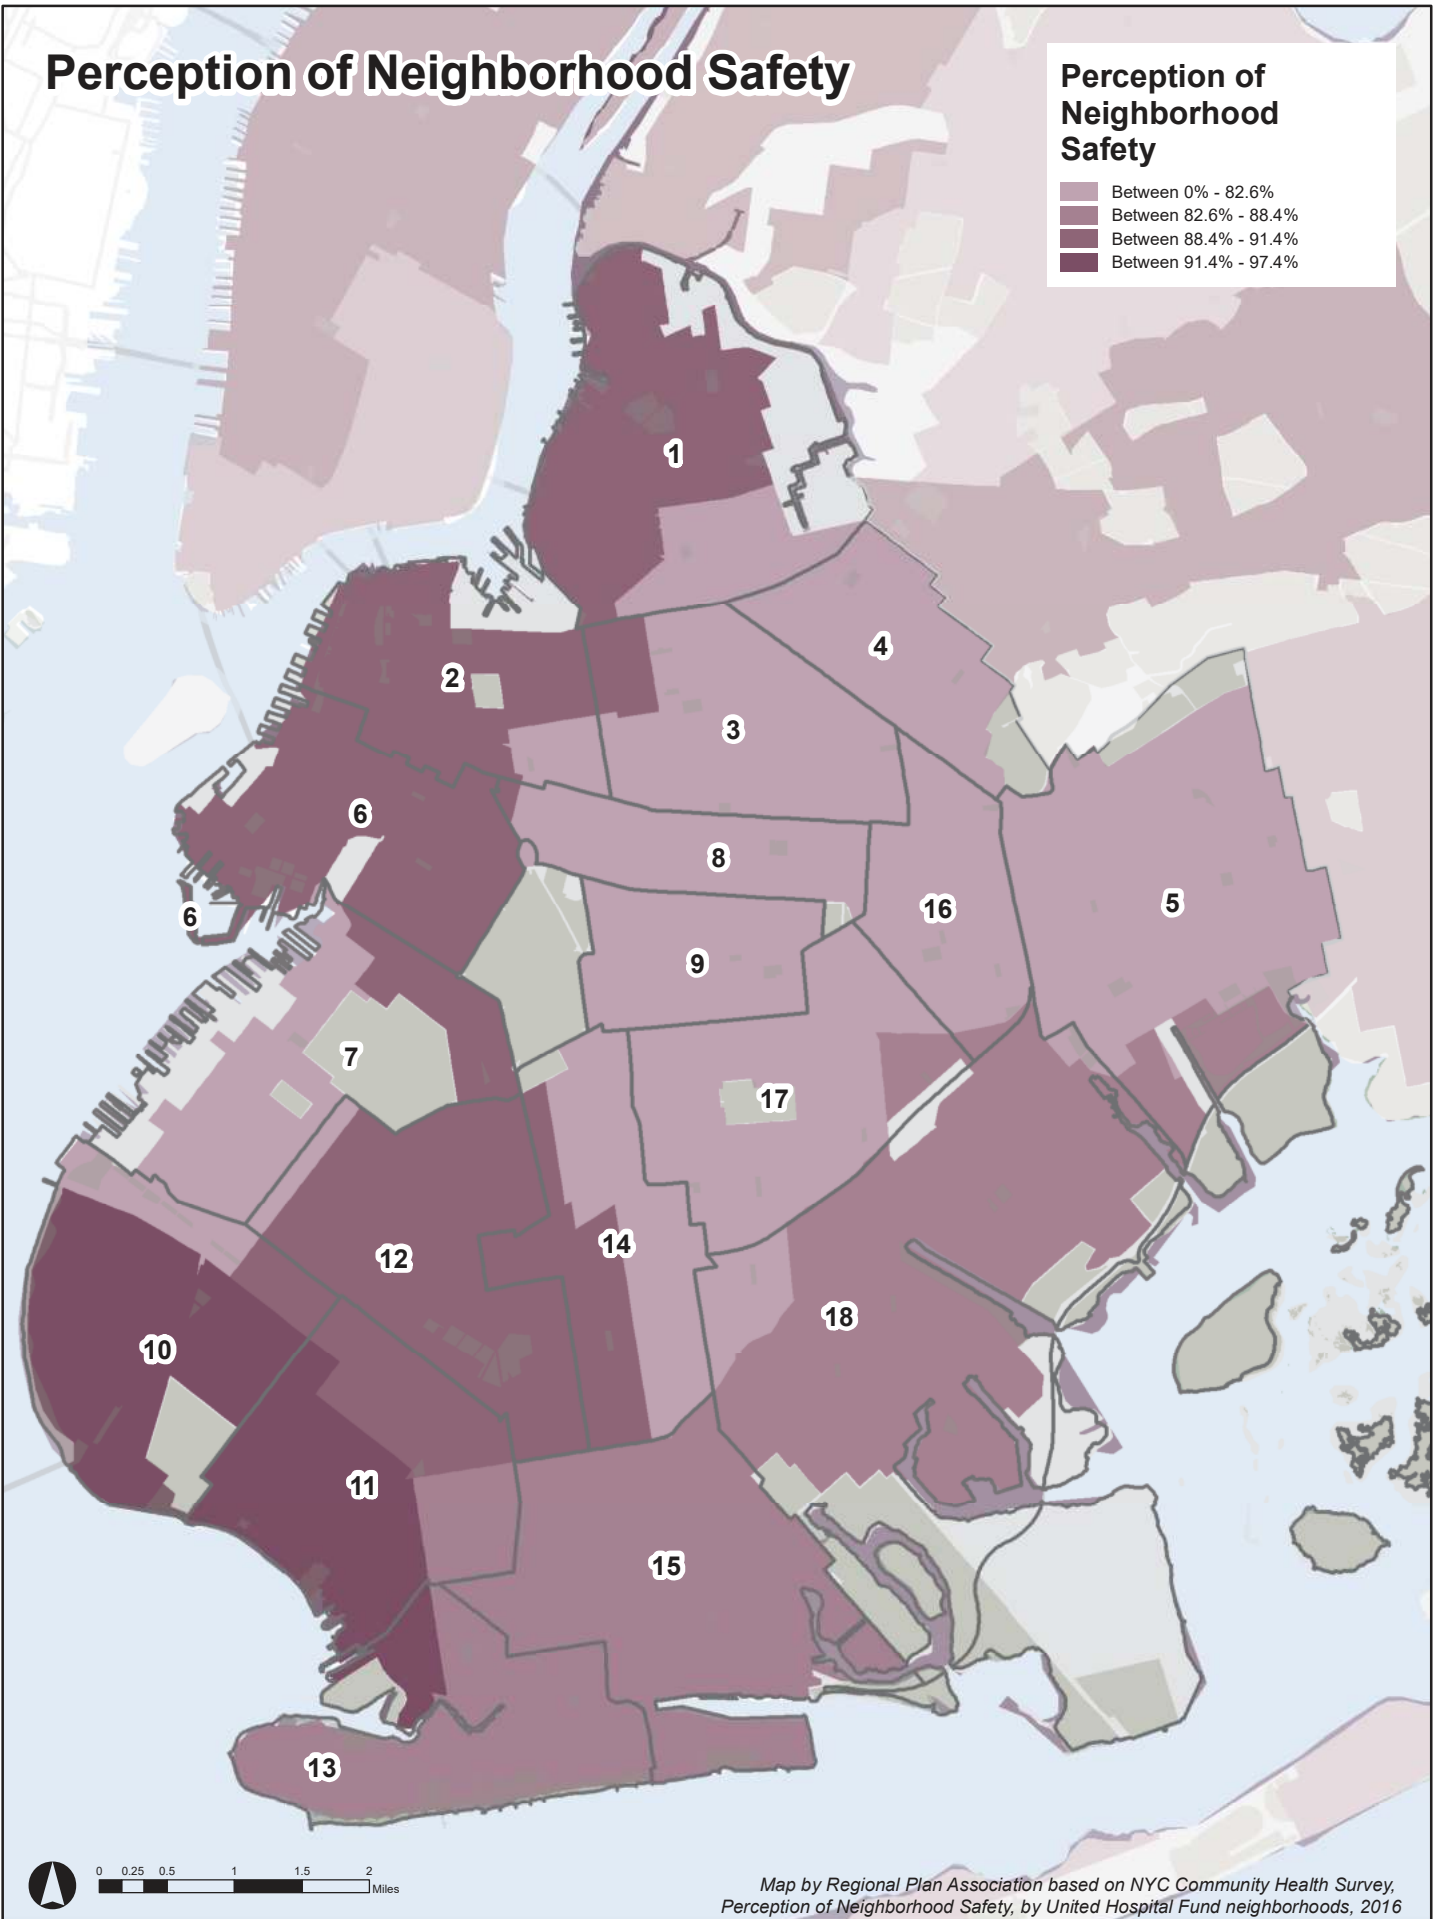 Perception of Neighborhood Safety
Perception of
Neighborhood
Safety
Between 0% - 82.6%
Between 82.6% - 88.4%
Between 88.4% - 91.4%
Between 91.4% - 97.4%
1
2
4
3
6
8
5
6
16
9
7
17
14
12
18
10
11
15
13
0 0.25 0.5 1 1.5 2
Miles
Map by Regional Plan Association based on NYC Community Health Survey,
Perception of Neighborhood Safety, by United Hospital Fund neighborhoods, 2016